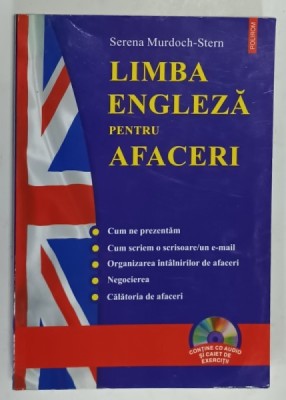 Serena Murdoch-Stern
POLIROM
LIMBA
ENGLEZĂ
PENTRU
AFACERI
Cum ne prezentăm
Cum scriem o scrisoare/un e-mail
Organizarea întâlnirilor de afaceri
Negocierea
Călătoria de afaceri
CONȚINE CD AUDIO
ȘI CAIET DE
EXERCIȚII